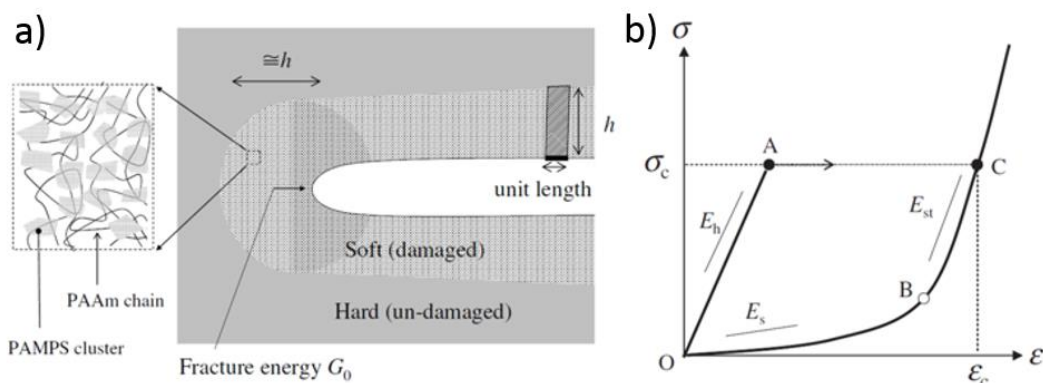 a)
≅h
h
unit length
Soft (damaged)
Hard (un-damaged)
PAAm chain
PAMPS cluster
Fracture energy G₀
b)
σ
A
σc
C
Eh
Est
B
Es
O
εc
ε